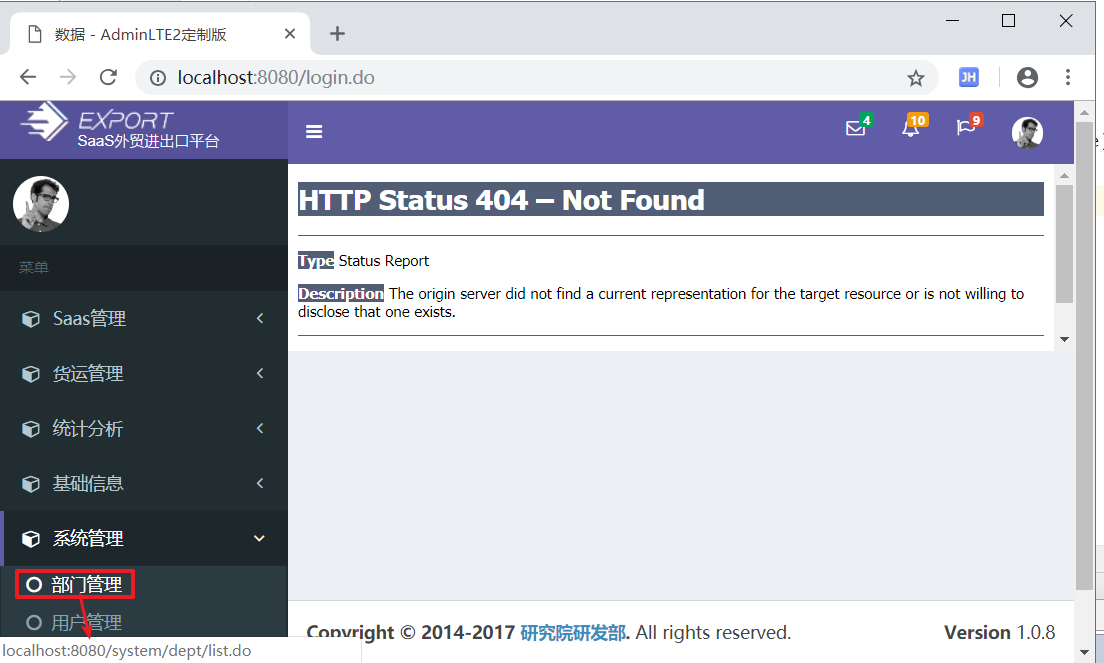 数据 - AdminLTE2定制版
localhost:8080/login.do
JH
EXPORT
SaaS外贸进出口平台
4
10
9
HTTP Status 404 – Not Found
Type Status Report
Description The origin server did not find a current representation for the target resource or is not willing to
disclose that one exists.
菜单
Saas管理
货运管理
统计分析
基础信息
系统管理
部门管理
用户管理
localhost:8080/system/dept/list.do
Copyright © 2014-2017 研究院研发部. All rights reserved.
Version 1.0.8